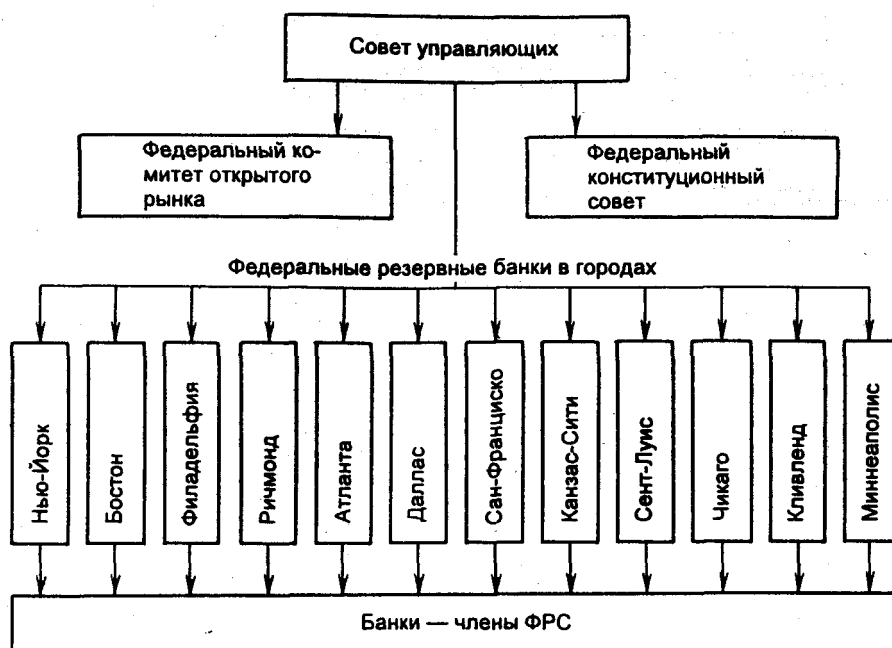 Совет управляющих
Федеральный ко-
митет открытого
рынка
Федеральный
конституционный
совет
Федеральные резервные банки в городах
Нью-Йорк
Бостон
Филадельфия
Ричмонд
Атланта
Даллас
Сан-Франциско
Канзас-Сити
Сент-Луис
Чикаго
Кливленд
Миннеаполис
Банки — члены ФРС